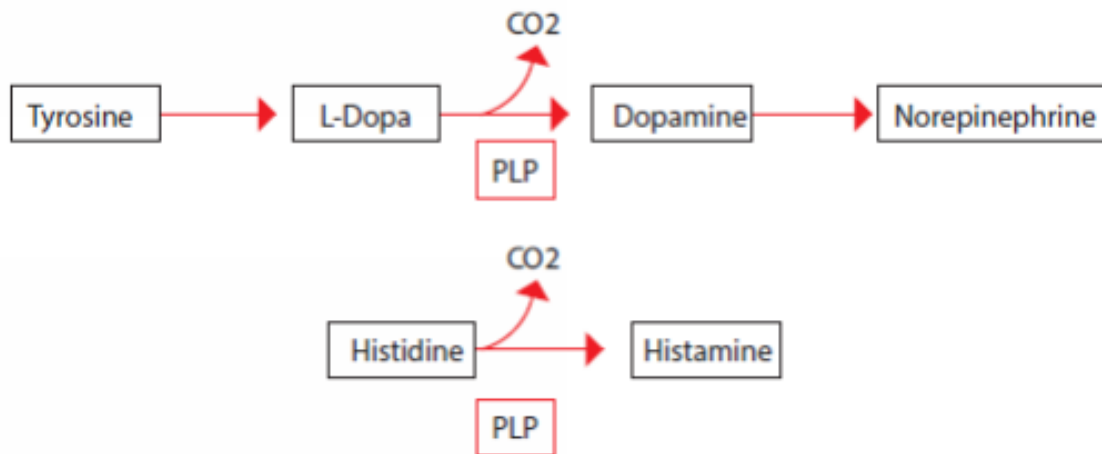 CO2
Tyrosine L-Dopa Dopamine Norepinephrine
PLP
CO2
Histidine Histamine
PLP